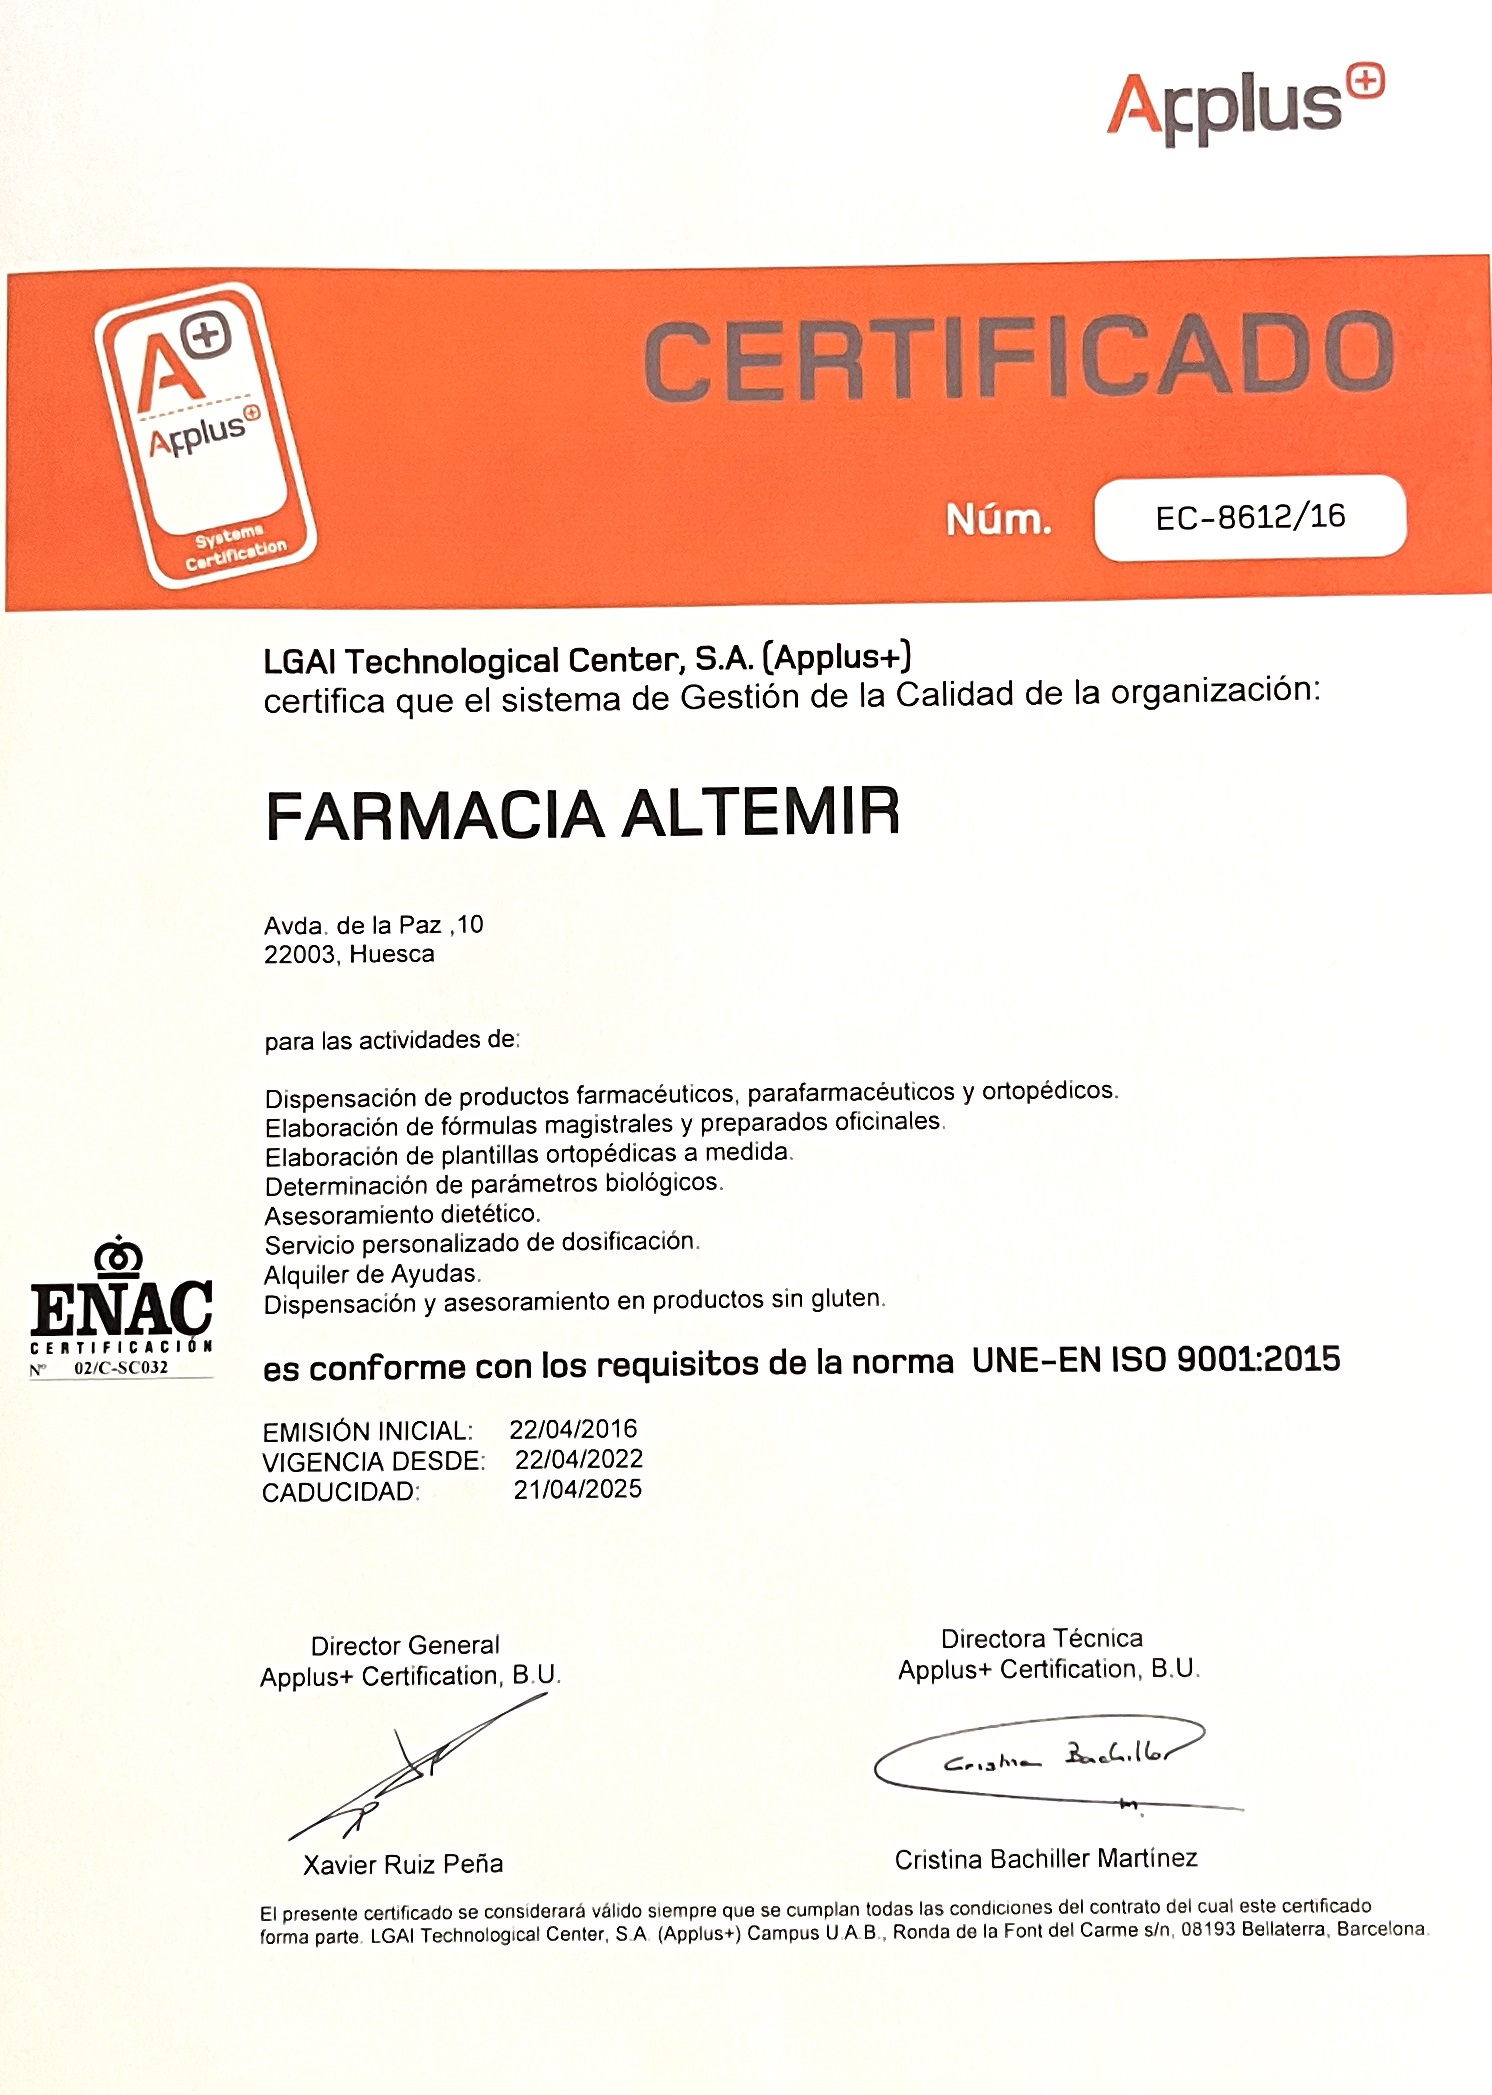 Applus+
CERTIFICADO
A+
Applus+
Systems
Certification
Núm. EC-8612/16
LGAI Technological Center, S.A. (Applus+)
certifica que el sistema de Gestión de la Calidad de la organización:
FARMACIA ALTEMIR
Avda. de la Paz ,10
22003, Huesca
para las actividades de:
Dispensación de productos farmacéuticos, parafarmacéuticos y ortopédicos.
Elaboración de fórmulas magistrales y preparados oficinales.
Elaboración de plantillas ortopédicas a medida.
Determinación de parámetros biológicos.
Asesoramiento dietético.
Servicio personalizado de dosificación.
Alquiler de Ayudas.
Dispensación y asesoramiento en productos sin gluten.
ENAC
CERTIFICACIÓN
Nº 02/C-SC032
es conforme con los requisitos de la norma UNE-EN ISO 9001:2015
EMISIÓN INICIAL: 22/04/2016
VIGENCIA DESDE: 22/04/2022
CADUCIDAD: 21/04/2025
Director General
Applus+ Certification, B.U.
Xavier Ruiz Peña
Directora Técnica
Applus+ Certification, B.U.
Cristina Bachiller
M.
Cristina Bachiller Martínez
El presente certificado se considerará válido siempre que se cumplan todas las condiciones del contrato del cual este certificado
forma parte. LGAI Technological Center, S.A. (Applus+) Campus U.A.B., Ronda de la Font del Carme s/n, 08193 Bellaterra, Barcelona.